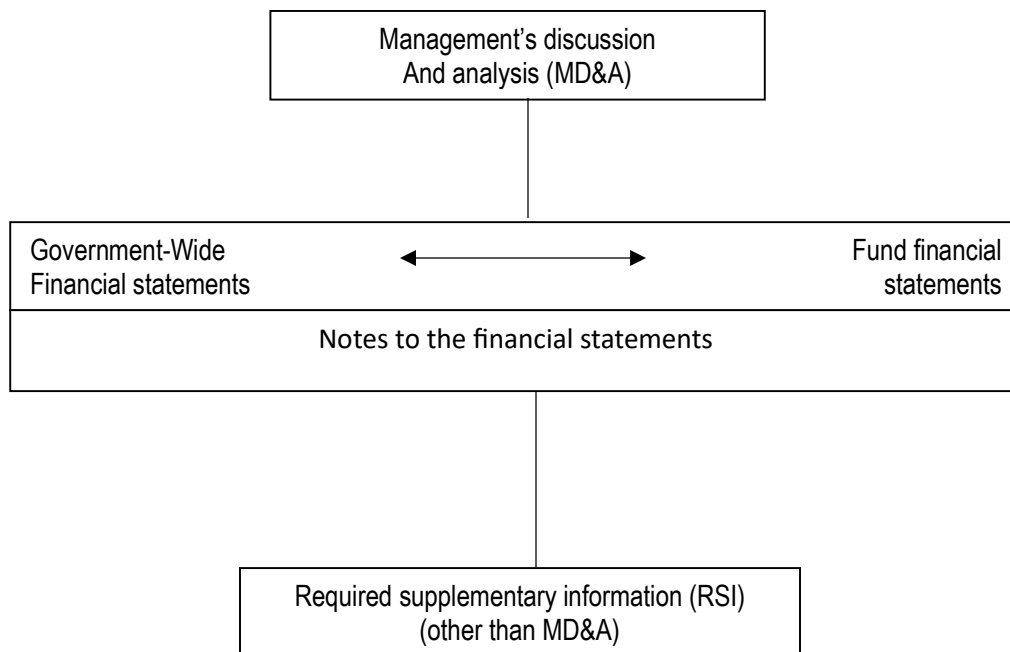 Management’s discussion
And analysis (MD&A)
Government-Wide
Financial statements
Fund financial
statements
Notes to the financial statements
Required supplementary information (RSI)
(other than MD&A)